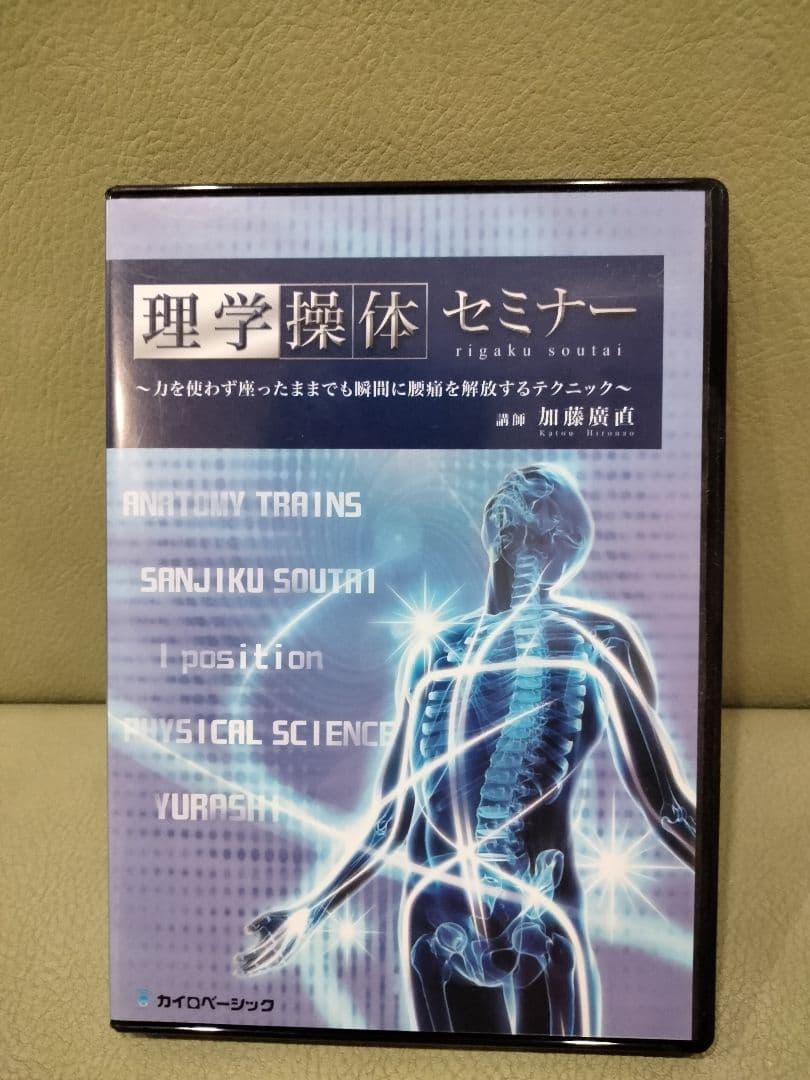 理学操体 セミナー
rigaku soutai
～力を使わず座ったままでも瞬間に腰痛を解放するテクニック～
講師 加藤廣直
Katou Hironao
ANATOMY TRAINS
SANJIKU SOUTAI
I position
PHYSICAL SCIENCE
YURASHI
カイロベーシック